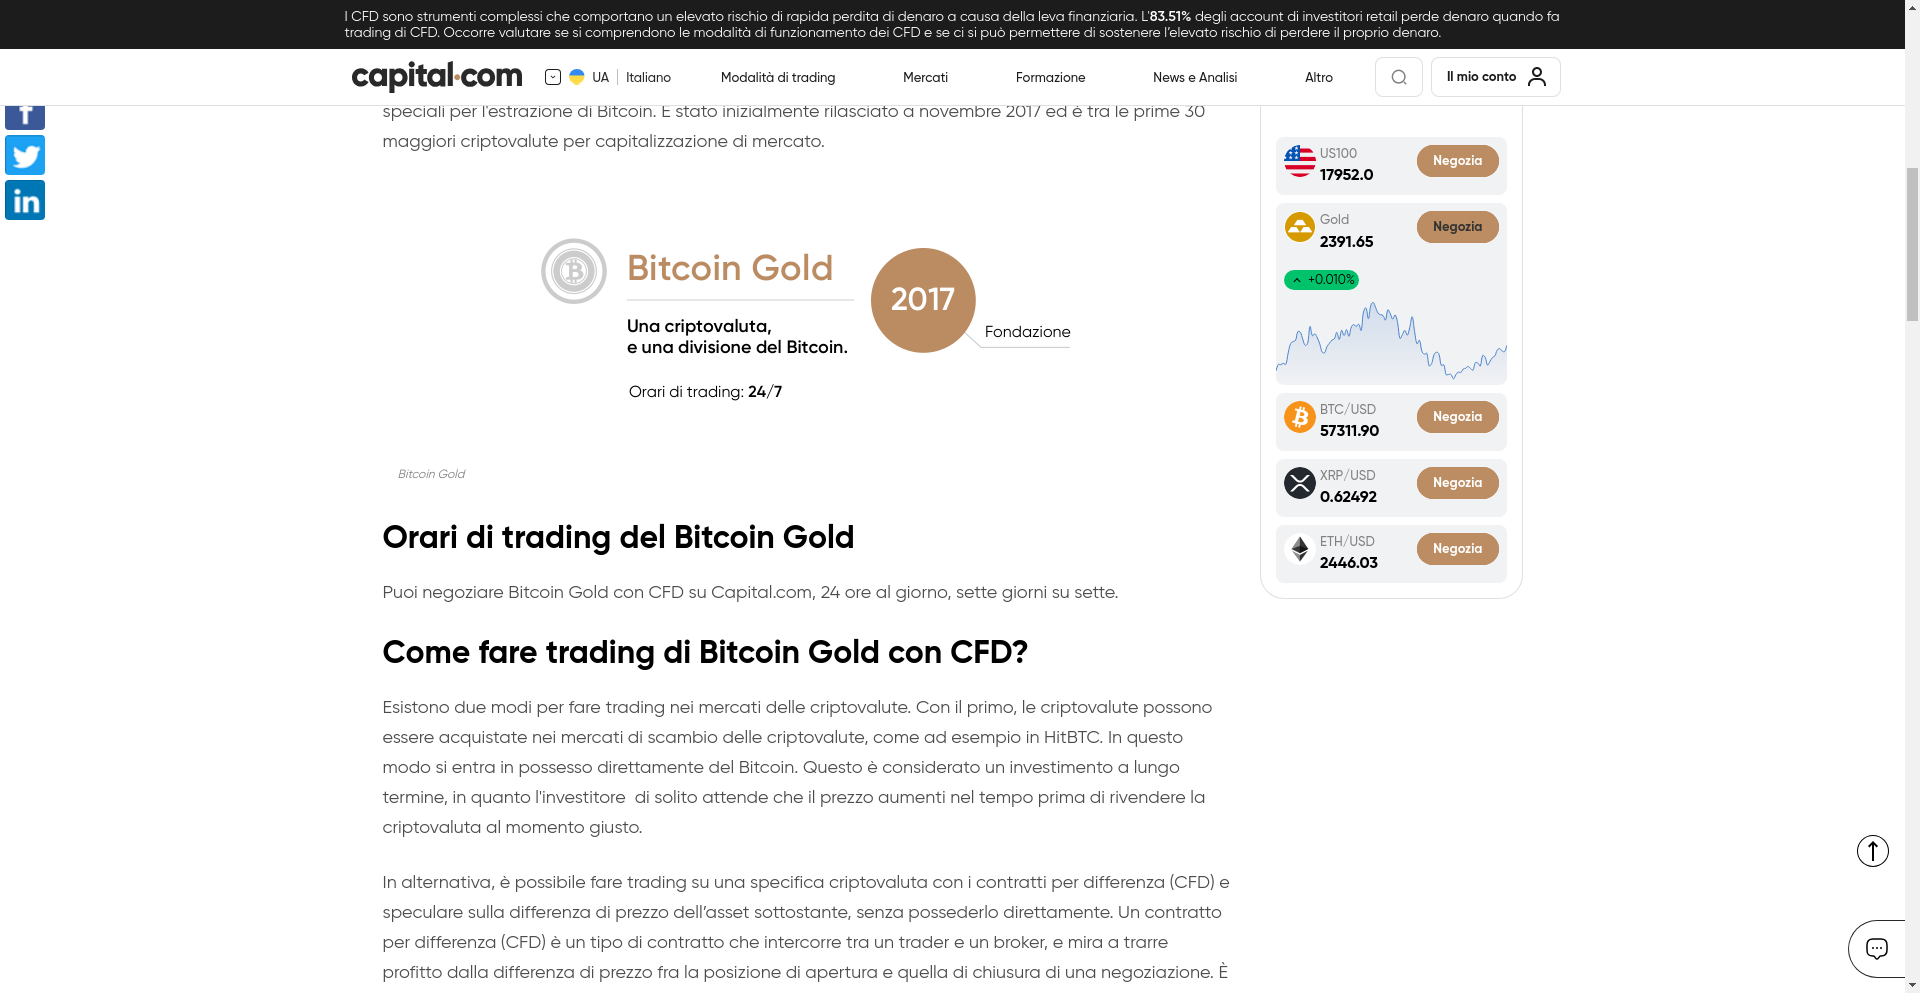 I CFD sono strumenti complessi che comportano un elevato rischio di rapida perdita di denaro a causa della leva finanziaria. L'83.51% degli account di investitori retail perde denaro quando fa
trading di CFD. Occorre valutare se si comprendono le modalità di funzionamento dei CFD e se ci si può permettere di sostenere l’elevato rischio di perdere il proprio denaro.
capital.com
UA
Italiano
Modalità di trading
Mercati
Formazione
News e Analisi
Altro
Il mio conto
speciali per l'estrazione di Bitcoin. È stato inizialmente rilasciato a novembre 2017 ed è tra le prime 30
maggiori criptovalute per capitalizzazione di mercato.
Bitcoin Gold
Una criptovaluta,
e una divisione del Bitcoin.
Orari di trading: 24/7
2017
Fondazione
Bitcoin Gold
Orari di trading del Bitcoin Gold
Puoi negoziare Bitcoin Gold con CFD su Capital.com, 24 ore al giorno, sette giorni su sette.
Come fare trading di Bitcoin Gold con CFD?
Esistono due modi per fare trading nei mercati delle criptovalute. Con il primo, le criptovalute possono
essere acquistate nei mercati di scambio delle criptovalute, come ad esempio in HitBTC. In questo
modo si entra in possesso direttamente del Bitcoin. Questo è considerato un investimento a lungo
termine, in quanto l'investitore  di solito attende che il prezzo aumenti nel tempo prima di rivendere la
criptovaluta al momento giusto.
In alternativa, è possibile fare trading su una specifica criptovaluta con i contratti per differenza (CFD) e
speculare sulla differenza di prezzo dell’asset sottostante, senza possederlo direttamente. Un contratto
per differenza (CFD) è un tipo di contratto che intercorre tra un trader e un broker, e mira a trarre
profitto dalla differenza di prezzo fra la posizione di apertura e quella di chiusura di una negoziazione. È
US100
17952.0
Negozia
Gold
2391.65
Negozia
+0.010%
BTC/USD
57311.90
Negozia
XRP/USD
0.62492
Negozia
ETH/USD
2446.03
Negozia